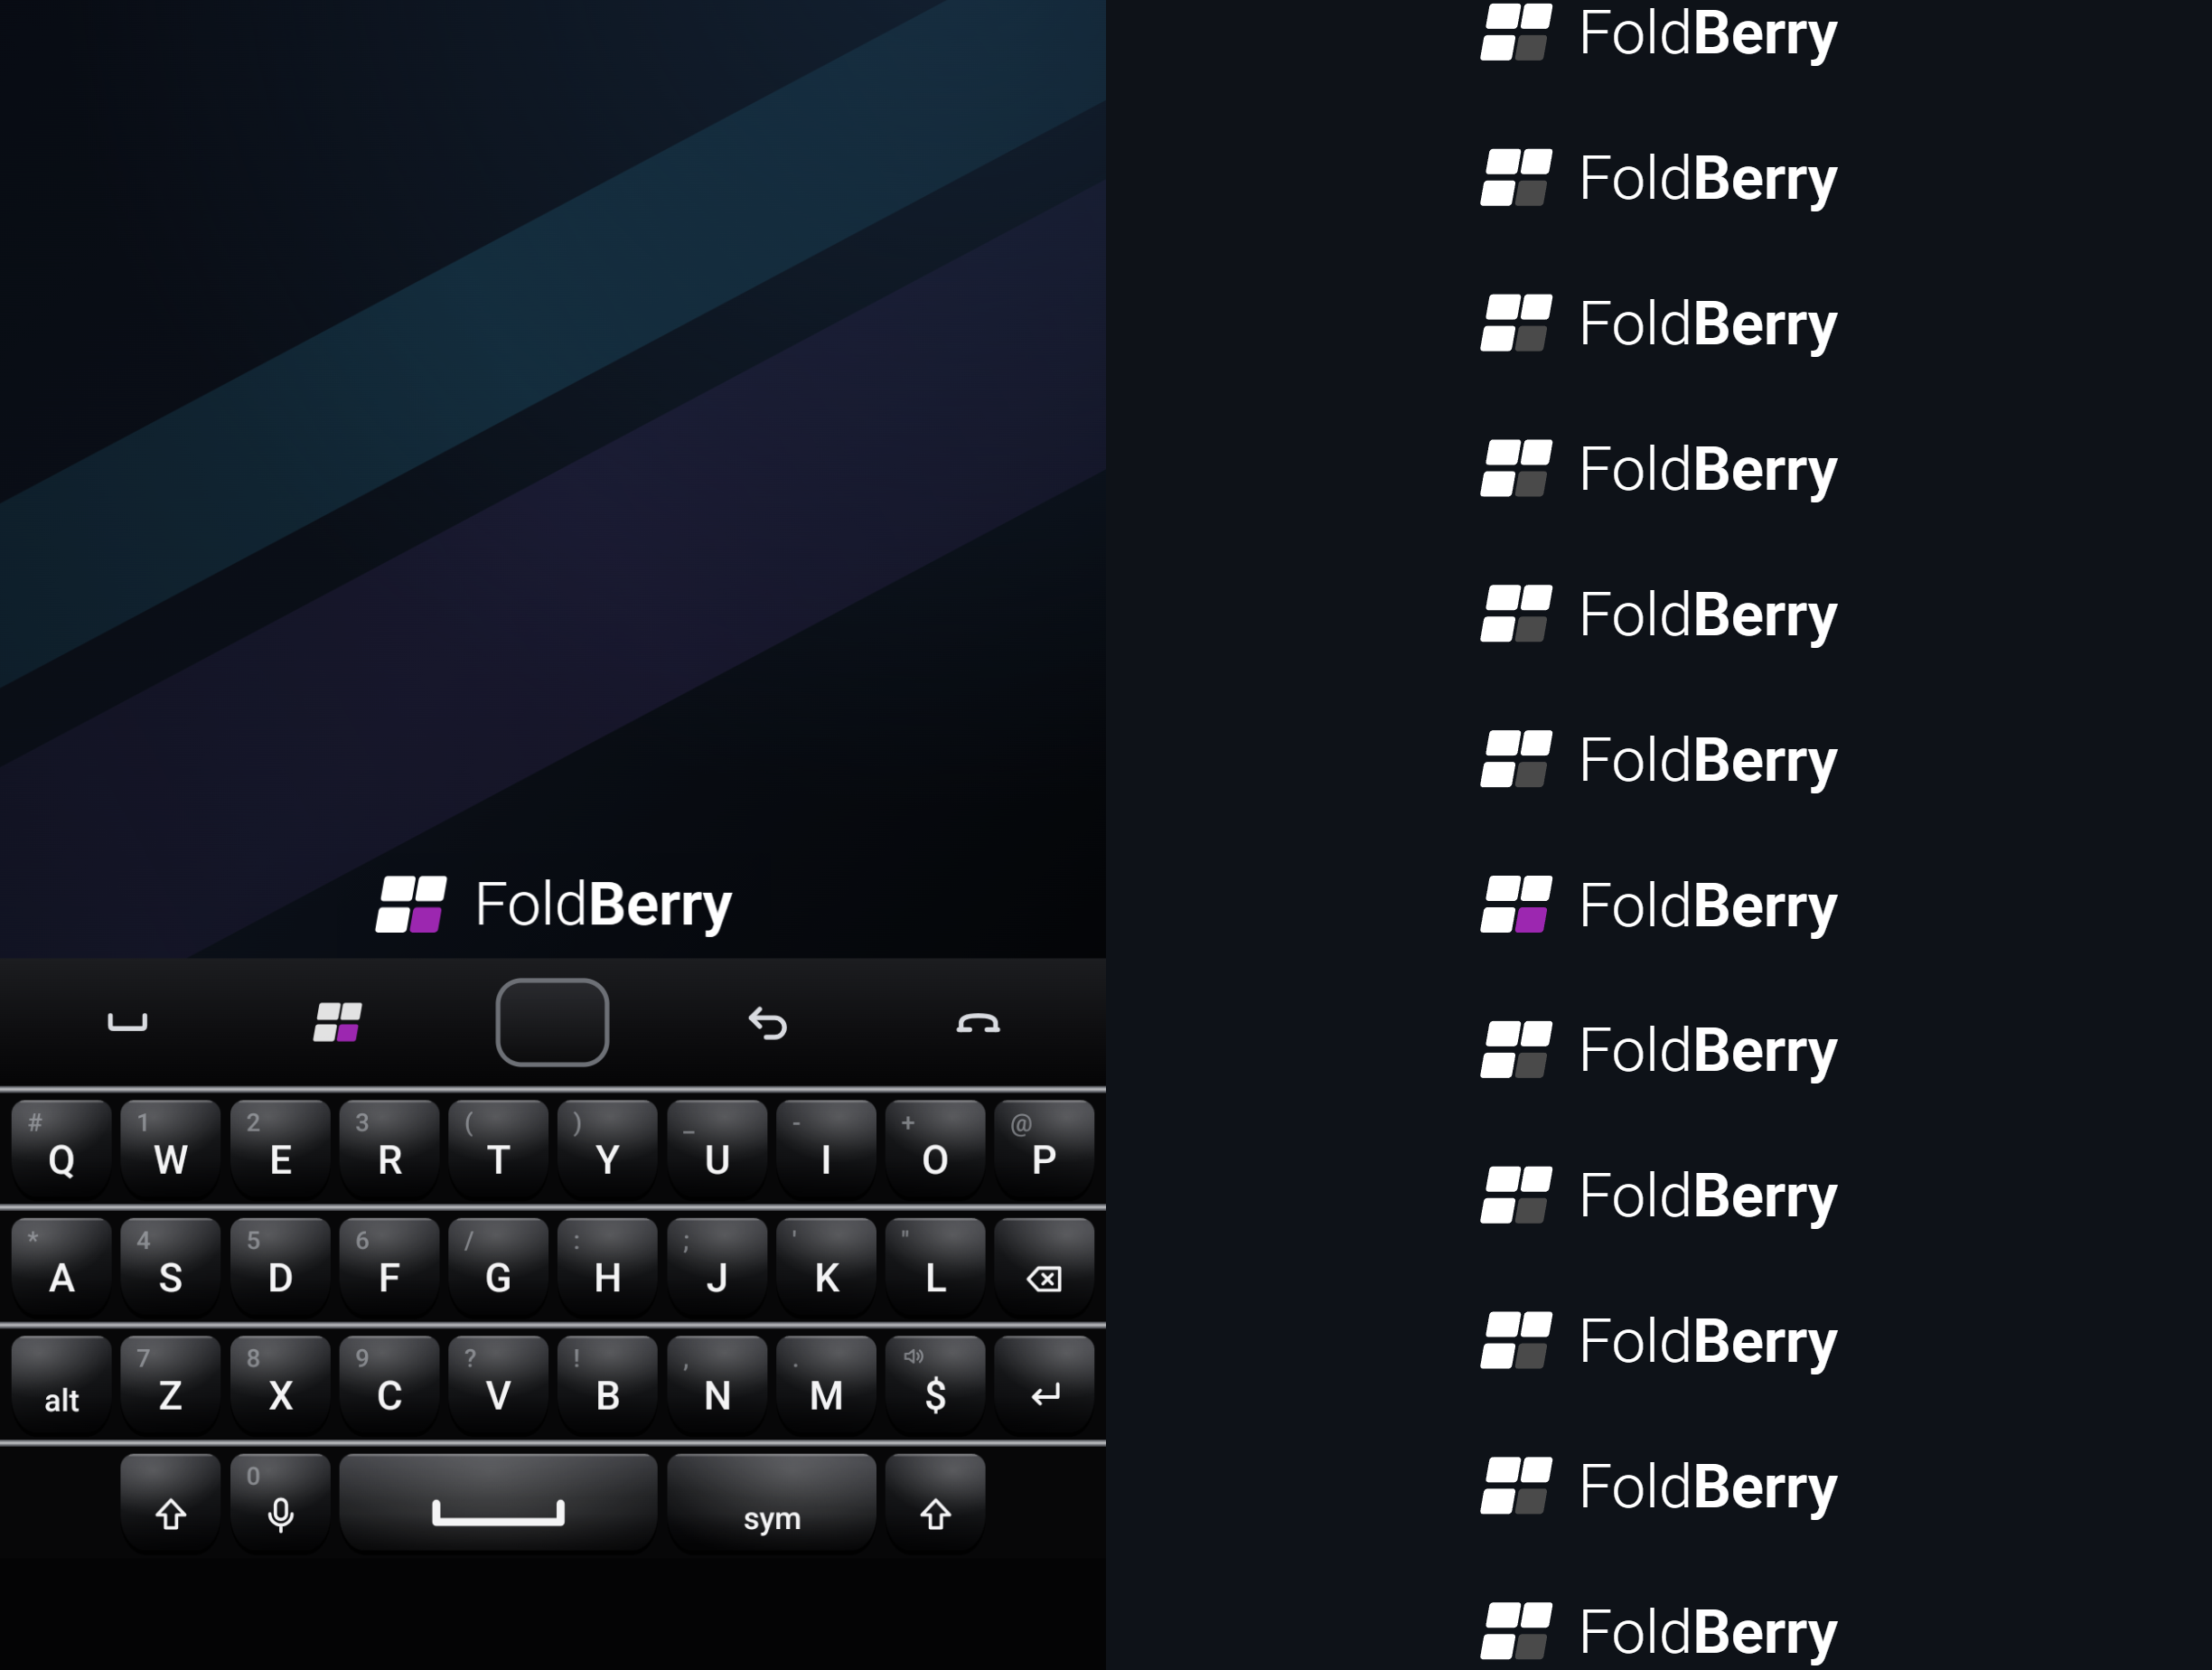 FoldBerry
# 1 2 3 ( ) _ - + @
Q W E R T Y U I O P
* 4 5 6 / : ; ' "
A S D F G H J K L
7 8 9 ? ! , .
alt Z X C V B N M $
0
sym
FoldBerry
FoldBerry
FoldBerry
FoldBerry
FoldBerry
FoldBerry
FoldBerry
FoldBerry
FoldBerry
FoldBerry
FoldBerry
FoldBerry